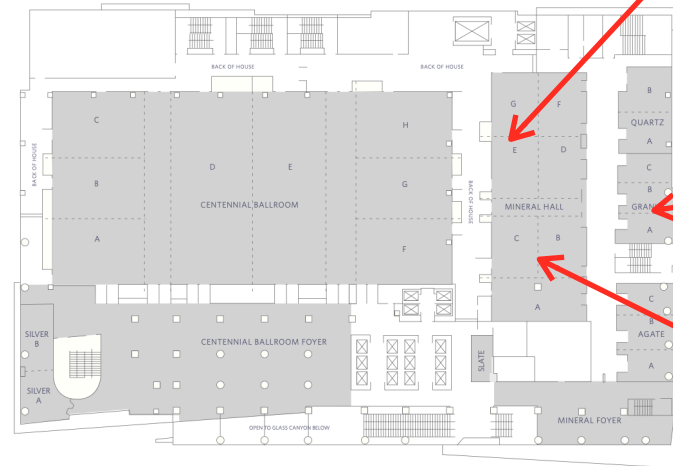 BACK OF HOUSE
BACK OF HOUSE
BACK OF HOUSE
BACK OF HOUSE
C
B
A
D
E
H
G
F
CENTENNIAL BALLROOM
G
F
E
D
MINERAL HALL
C
B
A
B
QUARTZ
A
C
B
A
C
B
AGATE
A
SILVER
B
SILVER
A
CENTENNIAL BALLROOM FOYER
SLATE
OPEN TO GLASS CANYON BELOW
MINERAL FOYER